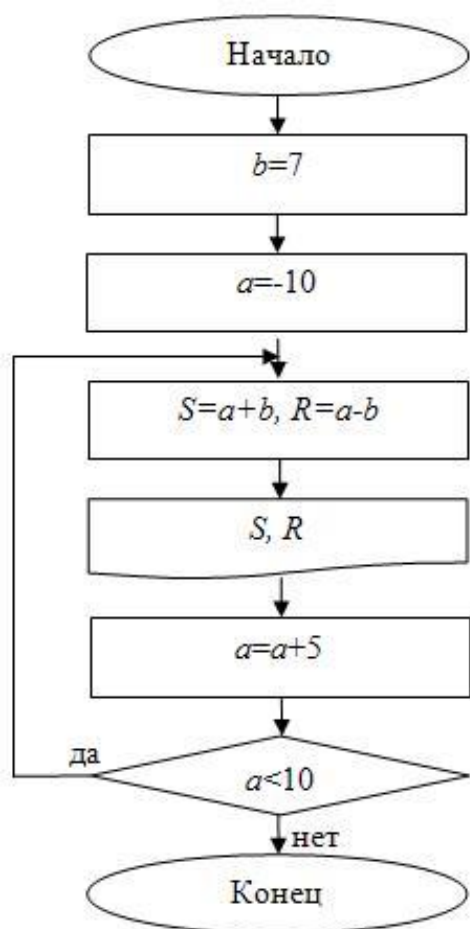 Начало
b=7
a=-10
S=a+b, R=a-b
S, R
a=a+5
да
a<10
нет
Конец